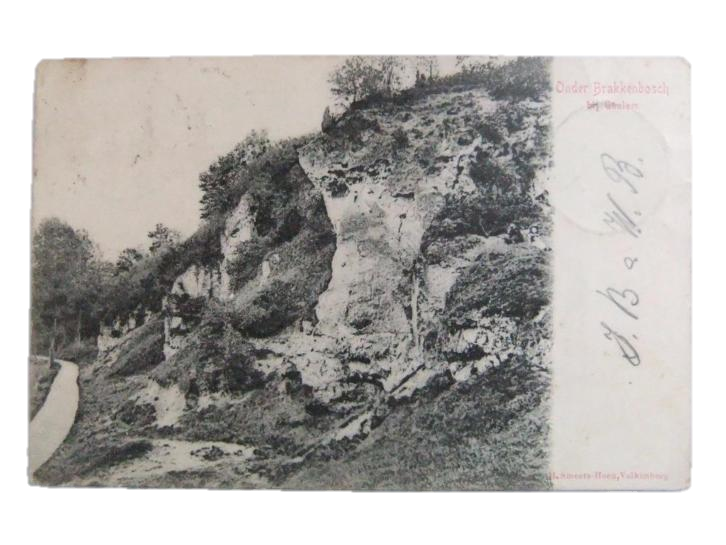 Onder Brakkenbosch
bij Geulem
J. B a W. B.
H. Smeets-Hoen, Valkenburg